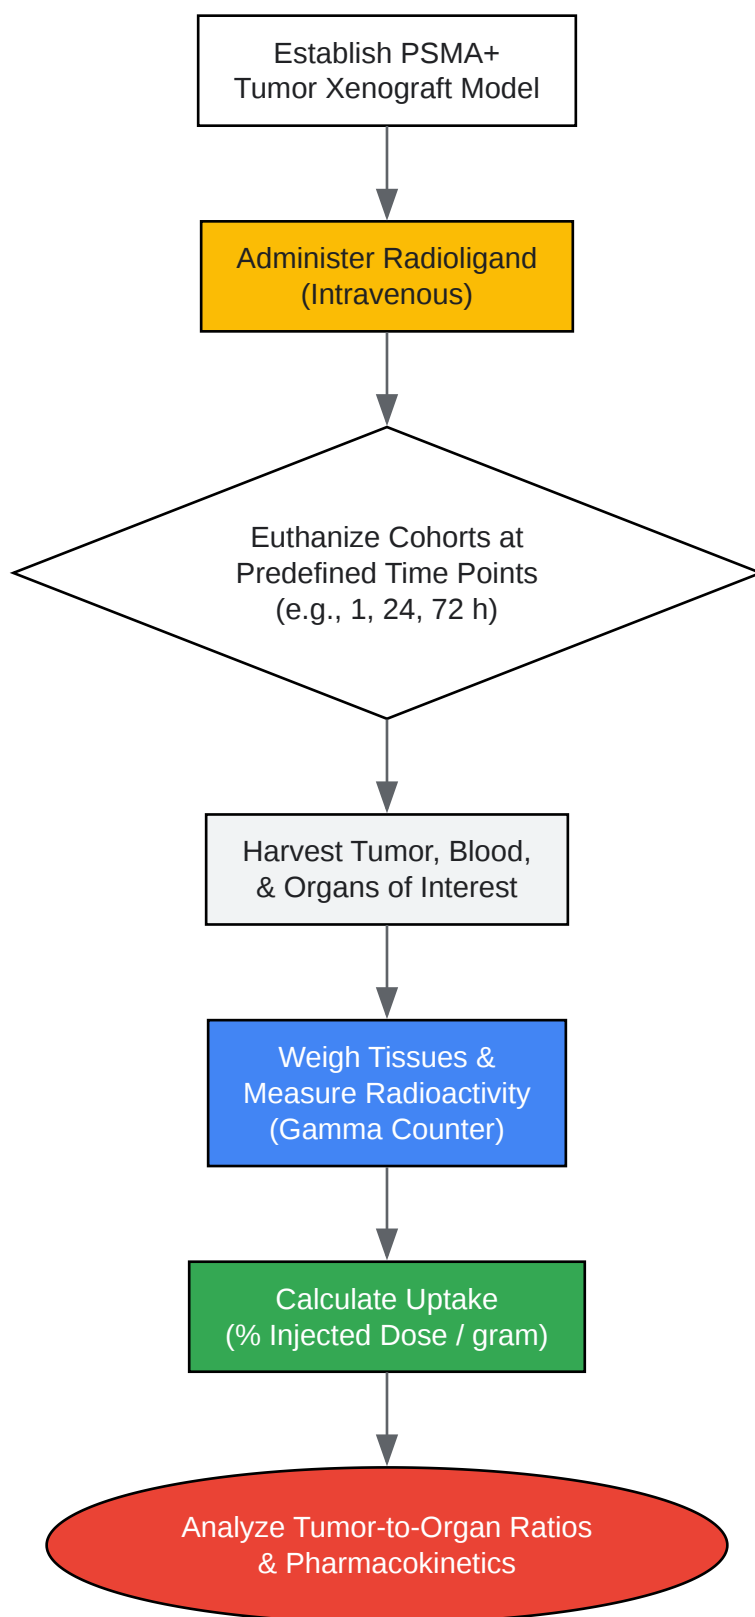 Establish PSMA+
Tumor Xenograft Model
Administer Radioligand
(Intravenous)
Euthanize Cohorts at
Predefined Time Points
(e.g., 1, 24, 72 h)
Harvest Tumor, Blood,
& Organs of Interest
Weigh Tissues &
Measure Radioactivity
(Gamma Counter)
Calculate Uptake
(% Injected Dose / gram)
Analyze Tumor-to-Organ Ratios
& Pharmacokinetics